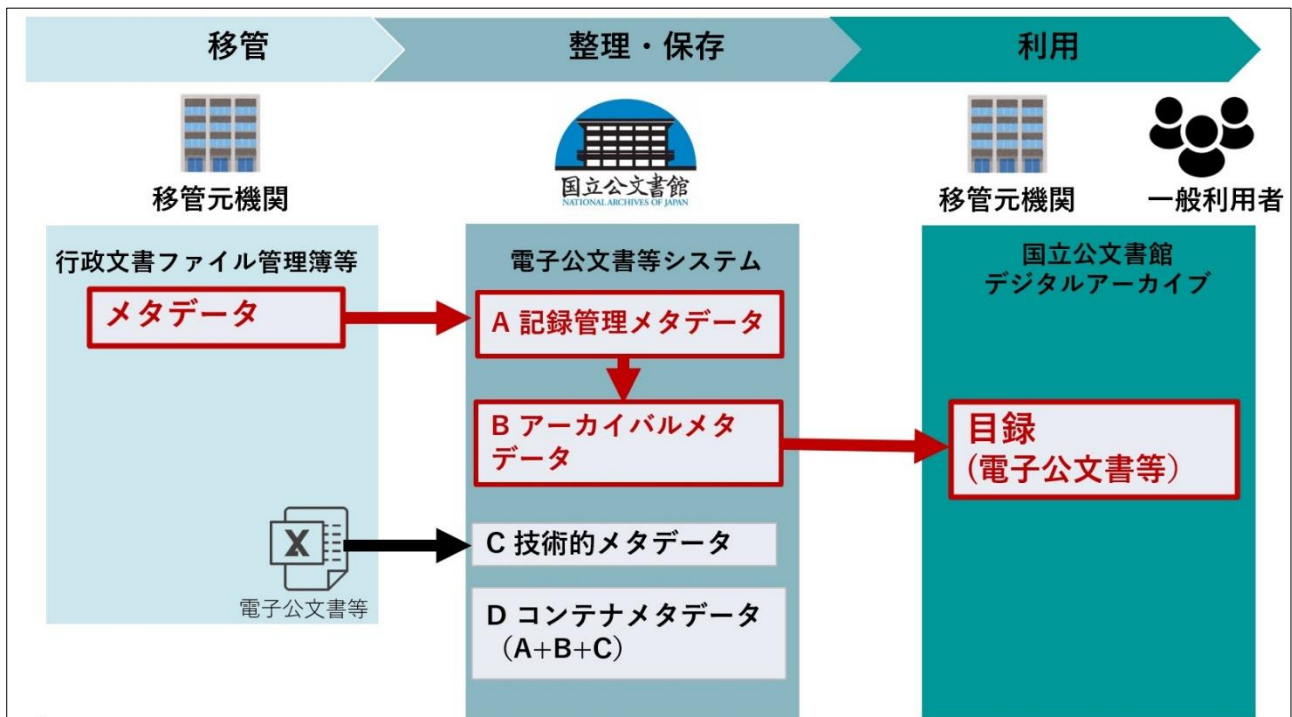 移管
整理・保存
利用
移管元機関
国立公文書館
NATIONAL ARCHIVES OF JAPAN
移管元機関
一般利用者
行政文書ファイル管理簿等
メタデータ
X
電子公文書等
電子公文書等システム
A 記録管理メタデータ
B アーカイバルメタ
データ
C 技術的メタデータ
D コンテナメタデータ
（A+B+C）
国立公文書館
デジタルアーカイブ
目録
(電子公文書等）